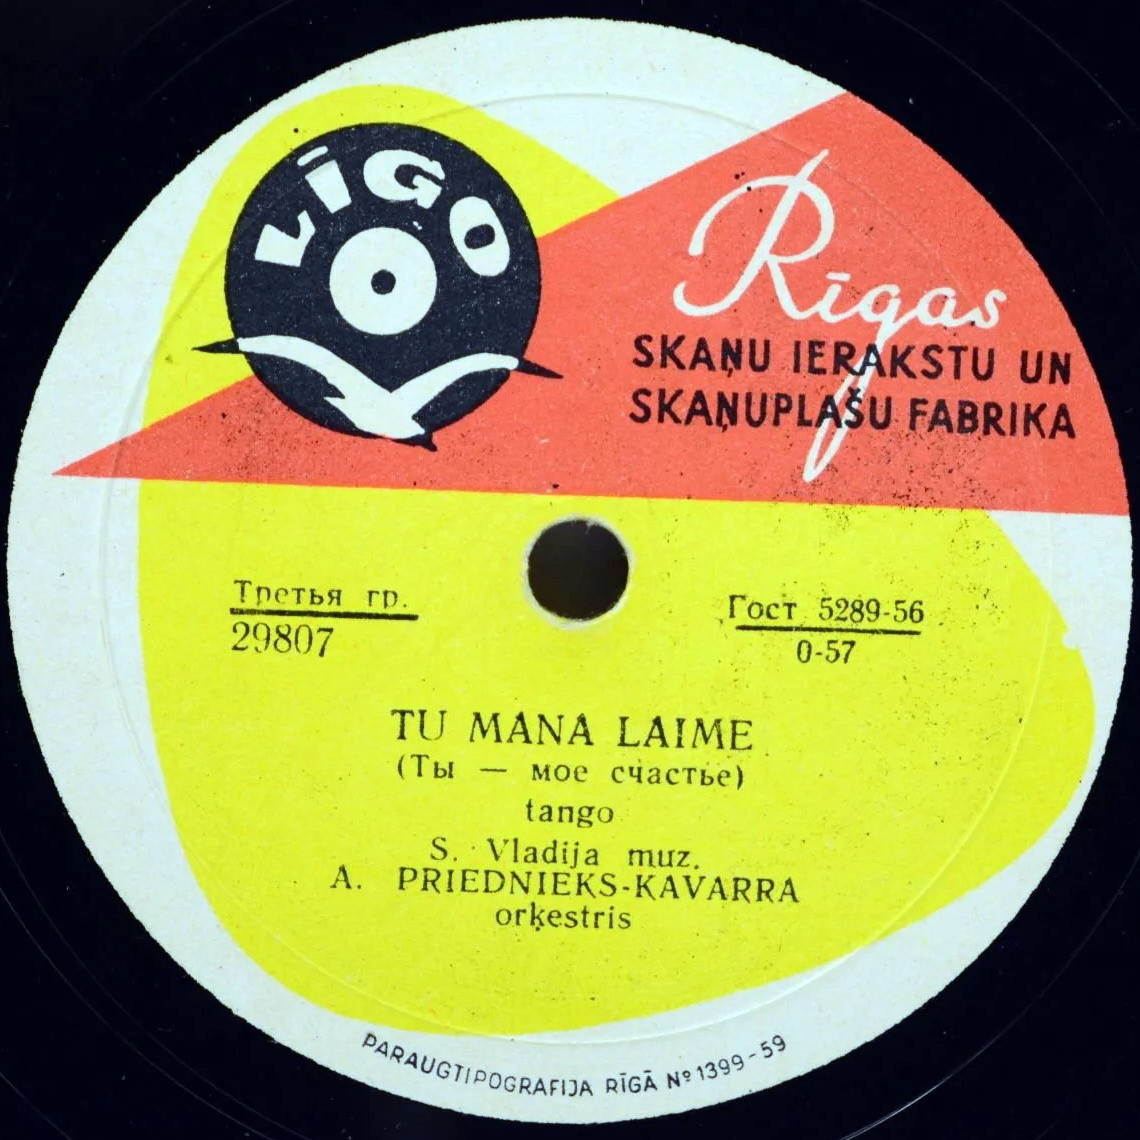 LĪGO
Rīgas
SKAŅU IERAKSTU UN
SKAŅUPLAŠU FABRIKA
Третья гр.
29807
Гост 5289-56
0-57
TU MANA LAIME
(Ты — мое счастье)
tango
S. Vladija muz.
A. PRIEDNIEKS-KAVARRA
orķestris
PARAUGTIPOGRAFIJA RĪGĀ № 1399-59